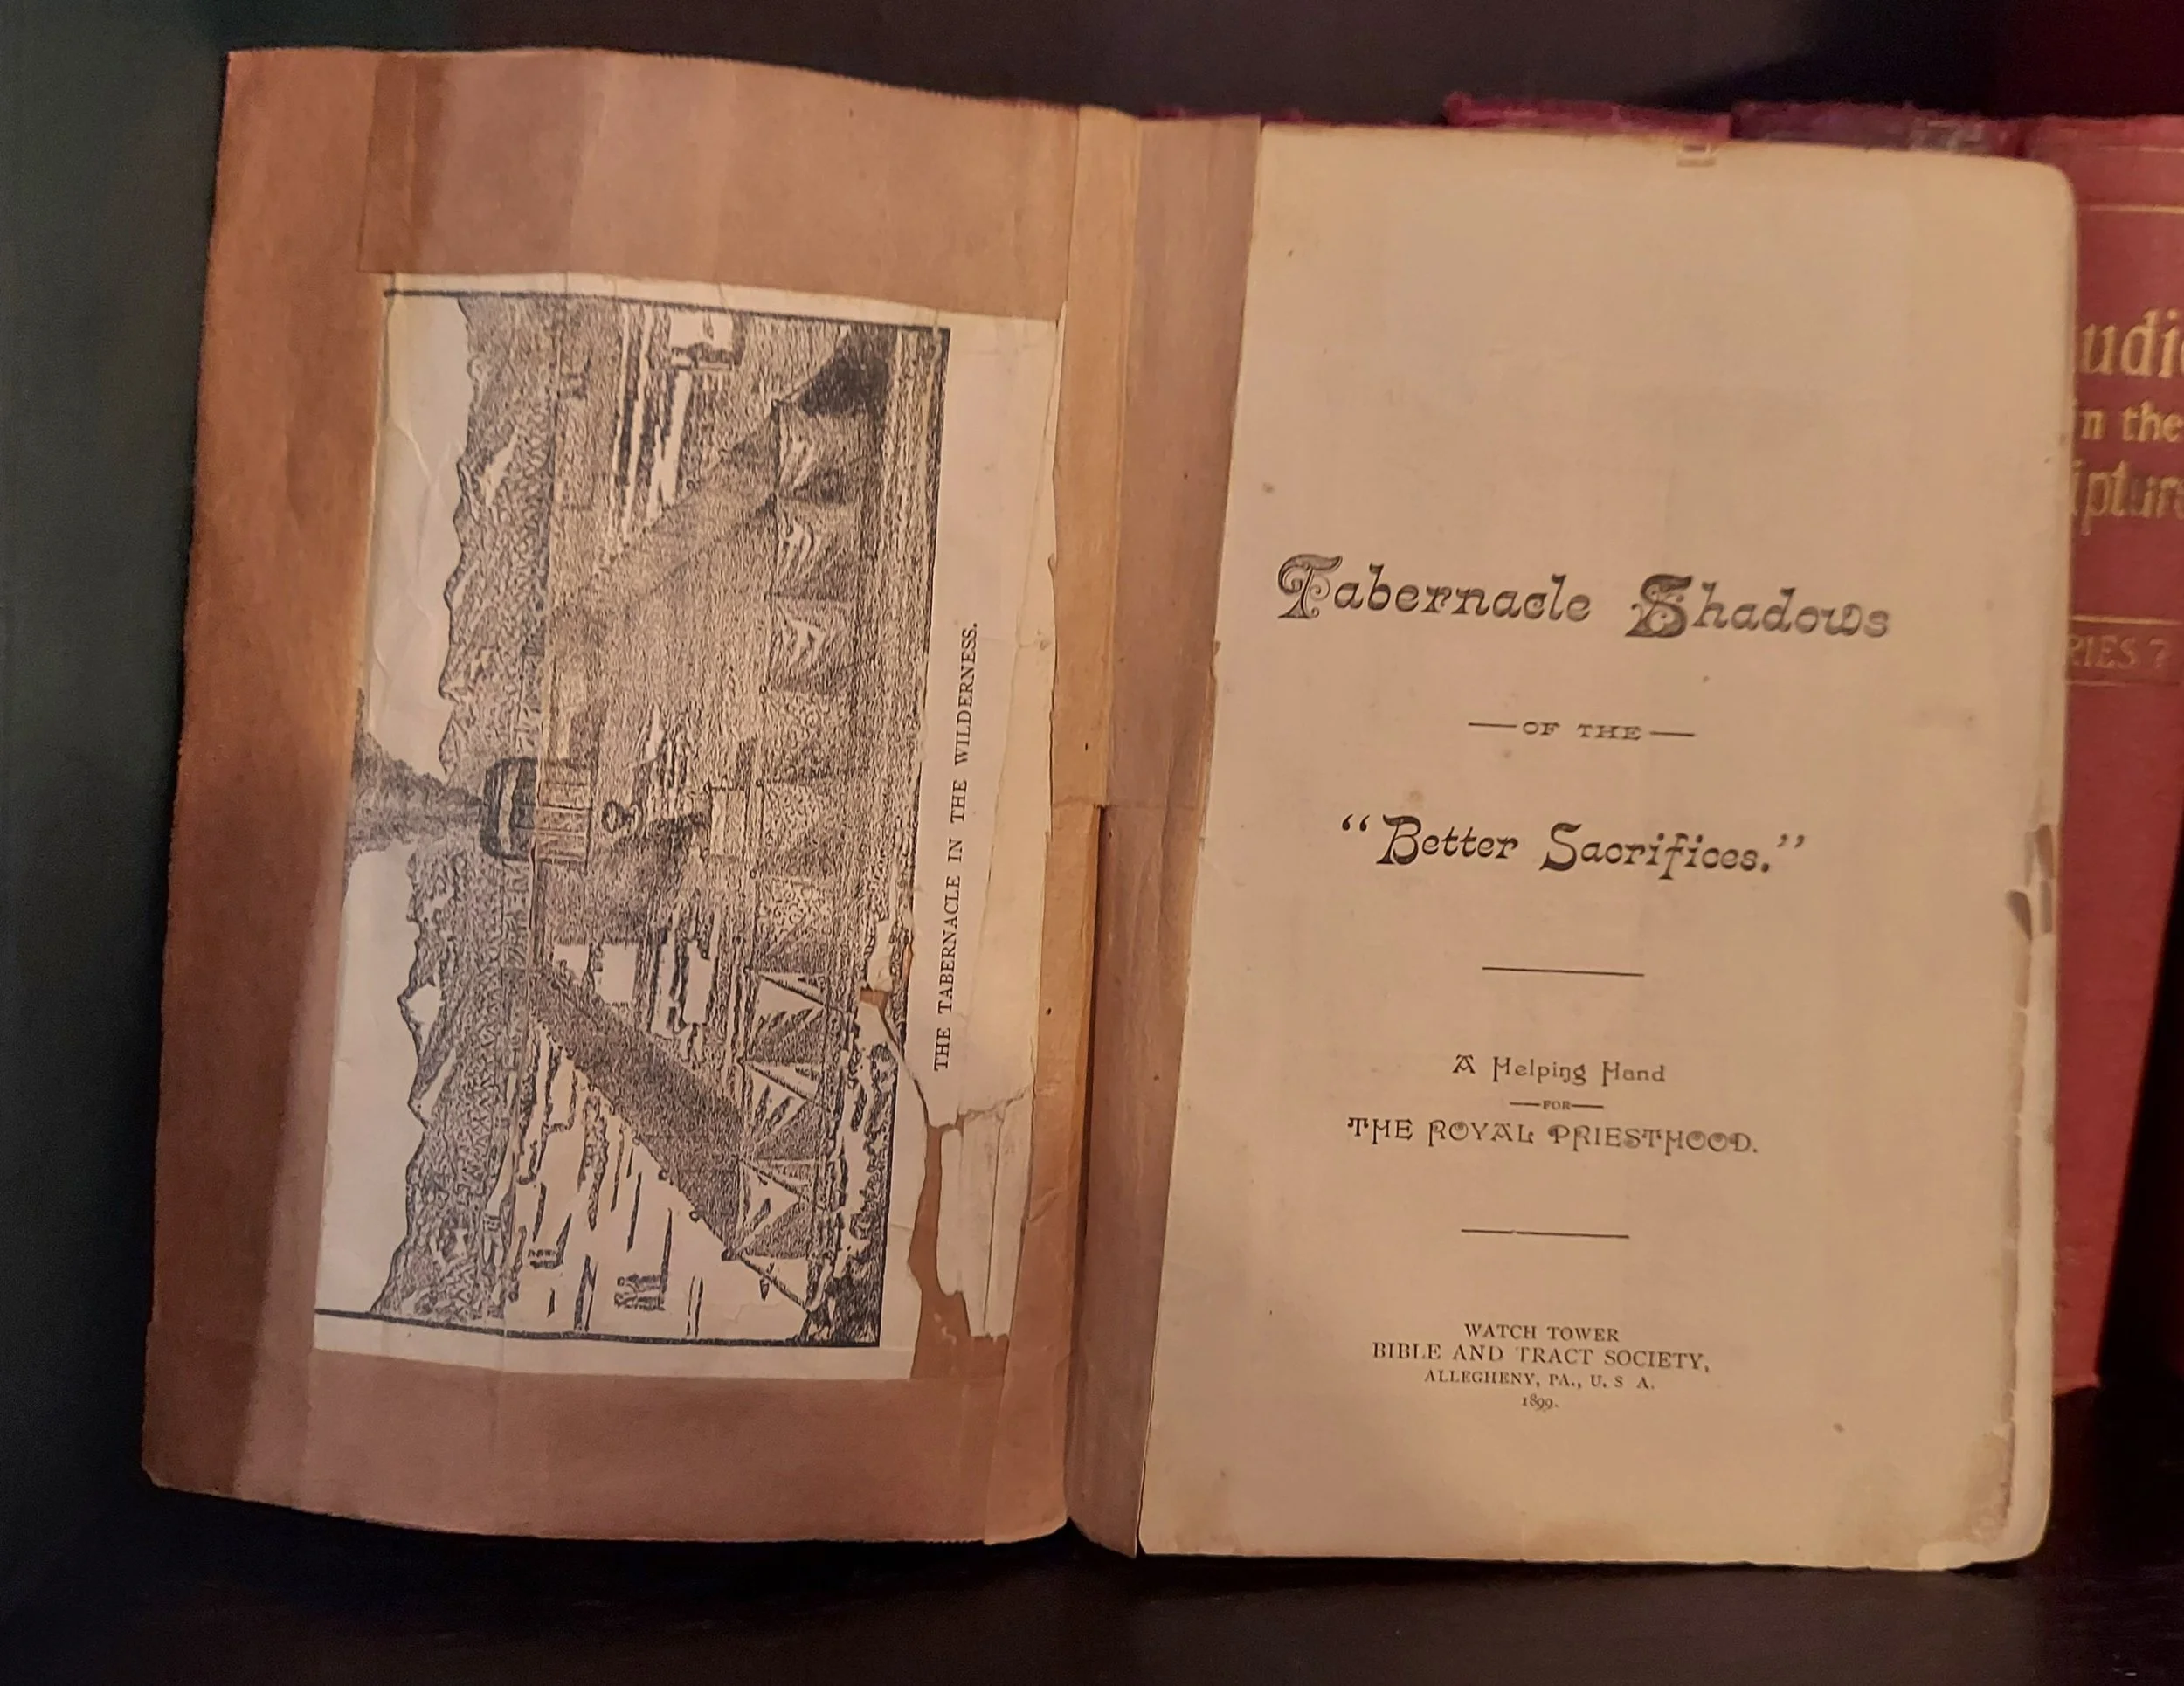 THE TABERNACLE IN THE WILDERNESS.
Tabernacle Shadows
—OF THE—
“Better Sacrifices.”
A Helping Hand
—FOR—
THE ROYAL PRIESTHOOD.
WATCH TOWER
BIBLE AND TRACT SOCIETY,
ALLEGHENY, PA., U. S A.
1899.
in the